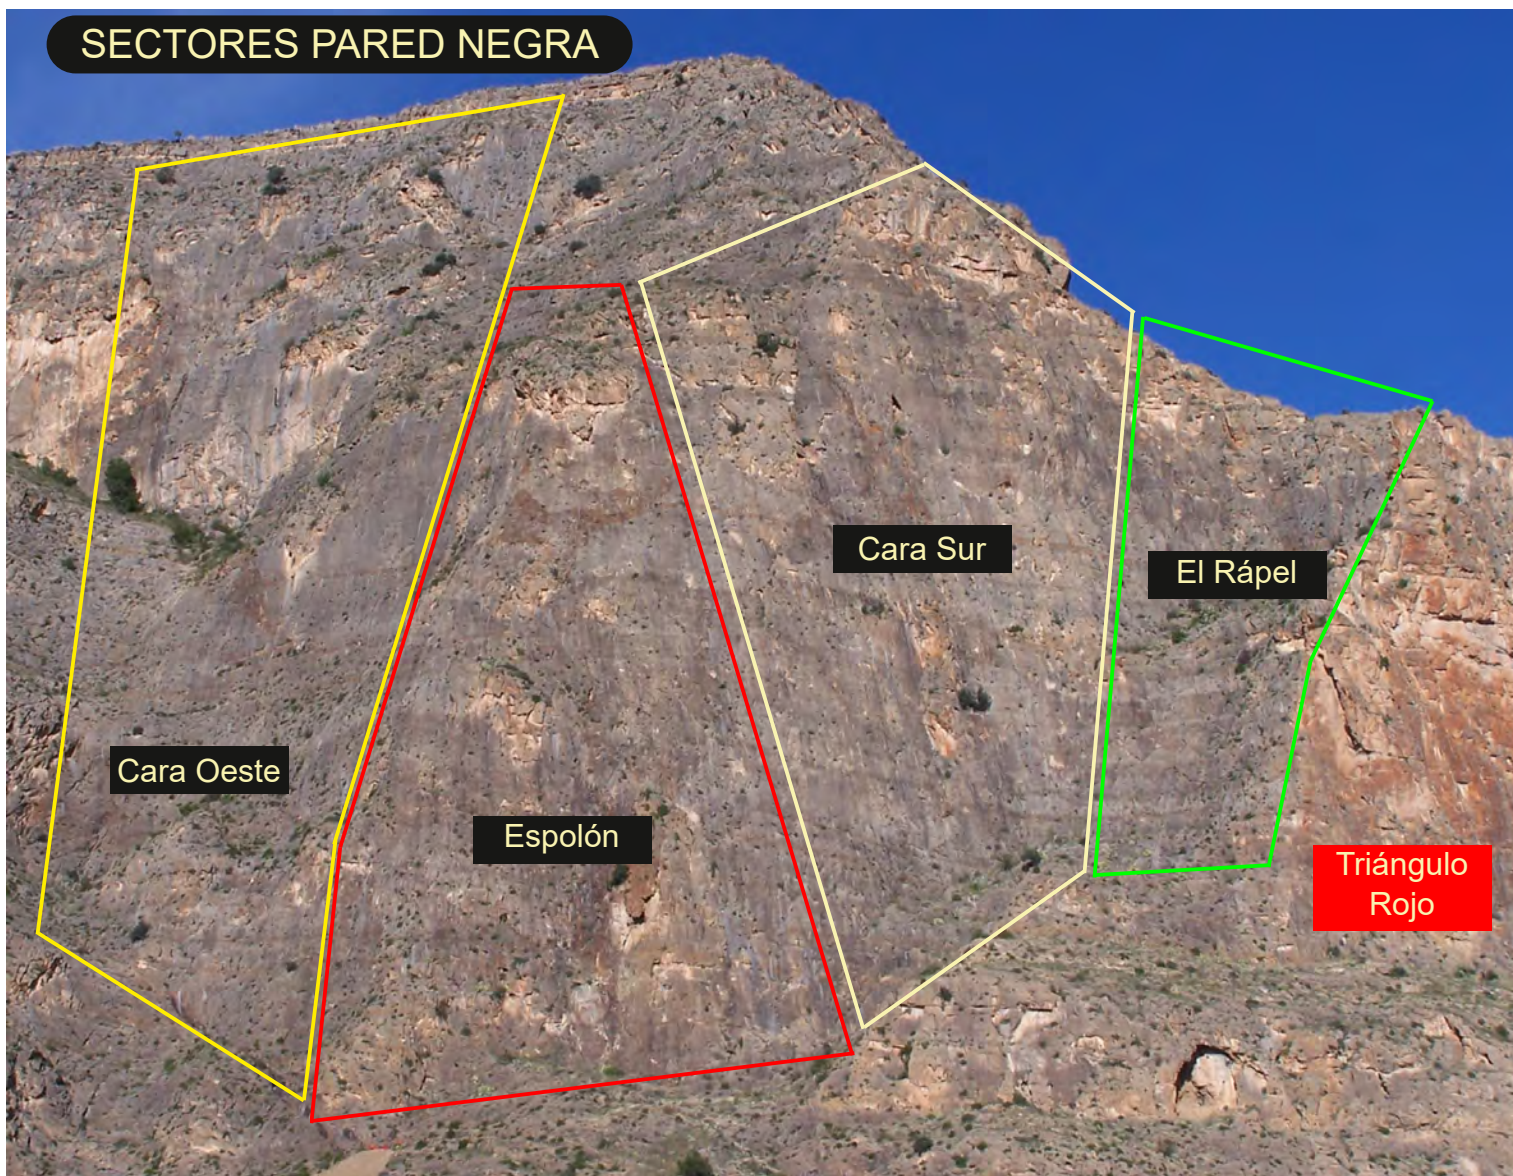 SECTORES PARED NEGRA
Cara Sur
El Rápel
Cara Oeste
Espolón
Triángulo
Rojo